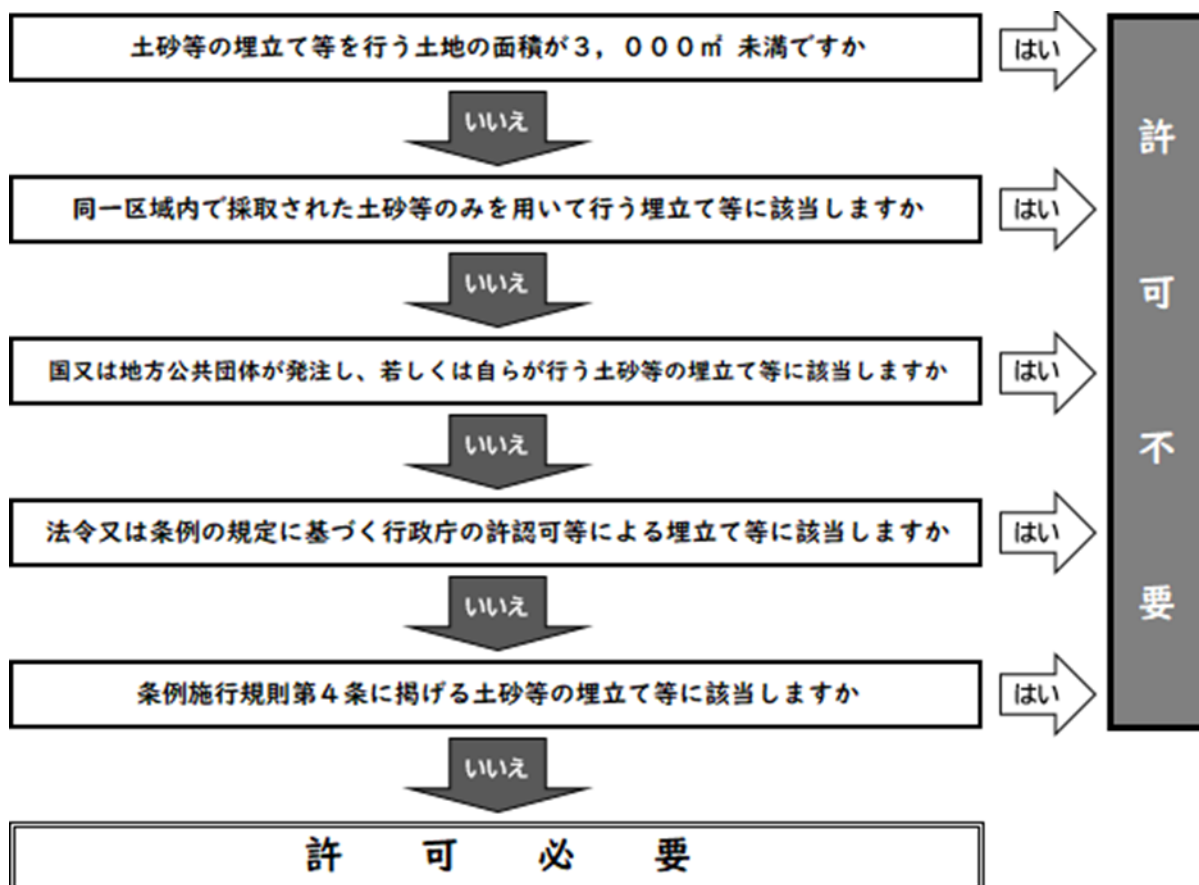 土砂等の埋立て等を行う土地の面積が3，000㎡ 未満ですか
はい
いいえ
同一区域内で採取された土砂等のみを用いて行う埋立て等に該当しますか
はい
いいえ
国又は地方公共団体が発注し、若しくは自らが行う土砂等の埋立て等に該当しますか
はい
いいえ
法令又は条例の規定に基づく行政庁の許認可等による埋立て等に該当しますか
はい
いいえ
条例施行規則第4条に掲げる土砂等の埋立て等に該当しますか
はい
いいえ
許可不要
許可必要